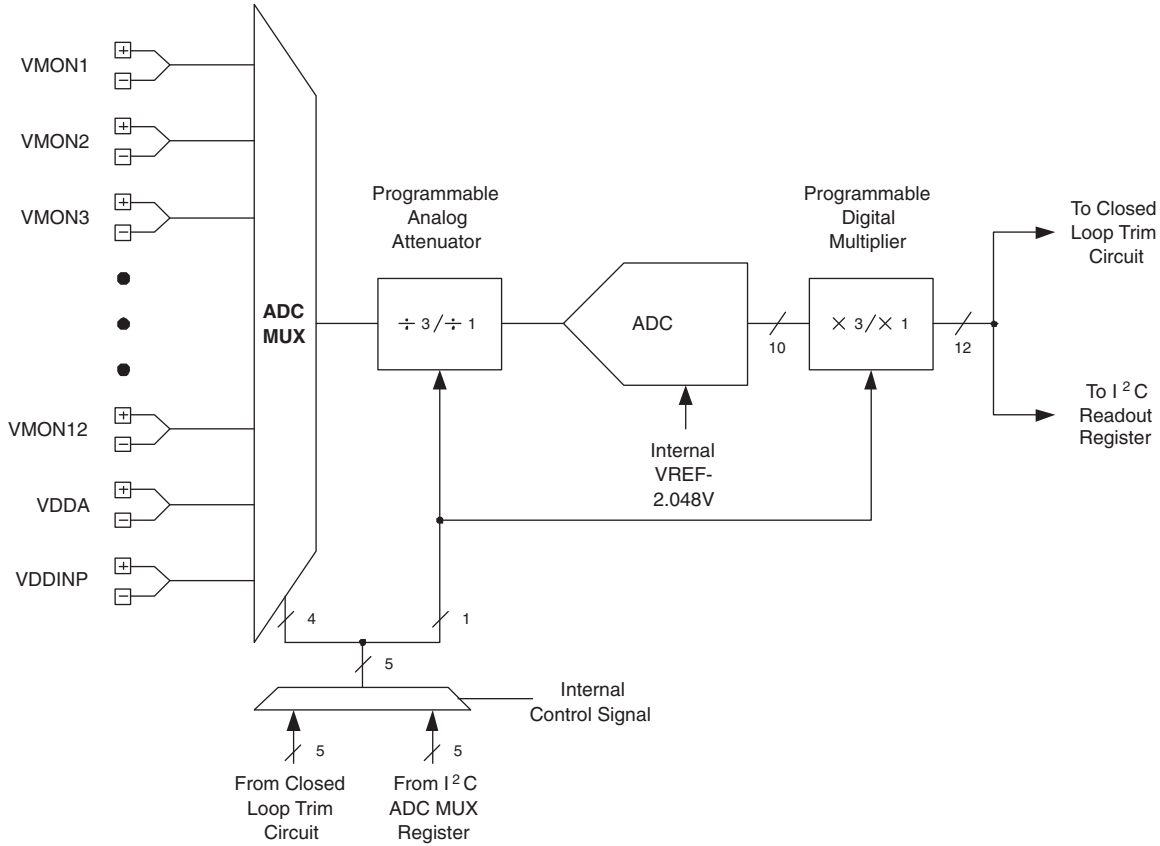 VMON1
+
−
VMON2
+
−
VMON3
+
−
VMON12
+
−
VDDA
+
−
VDDINP
+
−
ADC
MUX
Programmable
Analog
Attenuator
÷ 3/÷ 1
ADC
10
Programmable
Digital
Multiplier
× 3/× 1
12
To Closed
Loop Trim
Circuit
To I²C
Readout
Register
Internal
VREF-
2.048V
4
1
5
Internal
Control Signal
5
5
From Closed
Loop Trim
Circuit
From I²C
ADC MUX
Register